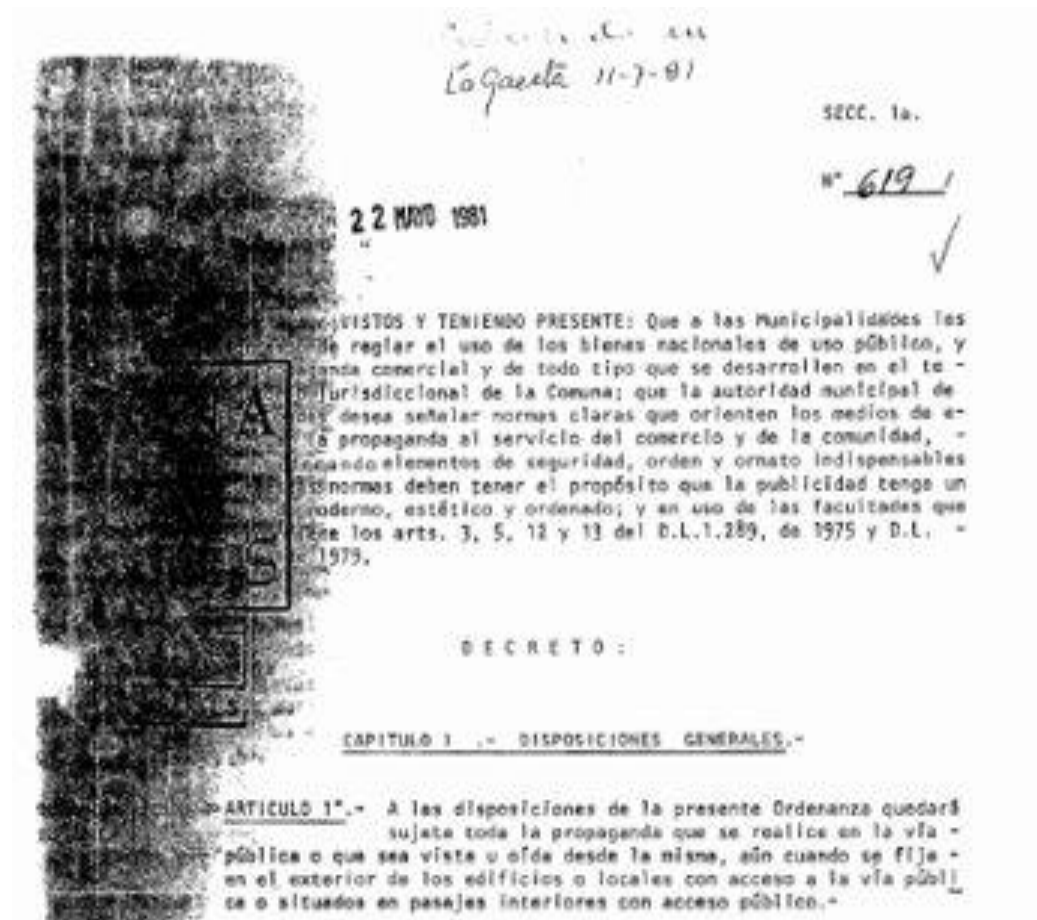 en
La Gaceta 11-7-81
SECC. 1a.
N° 619
22 MAYO 1981
VISTOS Y TENIENDO PRESENTE: Que a las Municipalidades les
de reglar el uso de los bienes nacionales de uso público, y
comercial y de todo tipo que se desarrollen en el te -
jurisdiccional de la Comuna; que la autoridad municipal de
desea señalar normas claras que orienten los medios de e-
la propaganda al servicio del comercio y de la comunidad, -
elementos de seguridad, orden y ornato indispensables
normas deben tener el propósito que la publicidad tenga un
moderno, estético y ordenado; y en uso de las facultades que
los arts. 3, 5, 12 y 13 del D.L.1.289, de 1975 y D.L. -
1979,
A
S
D E C R E T O :
CAPITULO I .- DISPOSICIONES GENERALES.-
ARTICULO 1°.- A las disposiciones de la presente Ordenanza quedará
sujeta toda la propaganda que se realice en la vía -
pública o que sea vista u oída desde la misma, aún cuando se fije -
en el exterior de los edificios o locales con acceso a la vía públi
ca o situados en pasajes interiores con acceso público.-